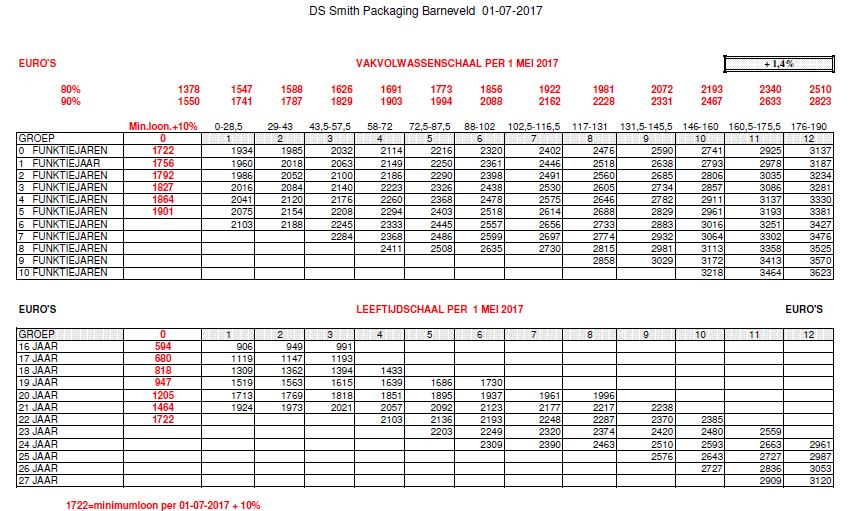 DS Smith Packaging Barneveld 01-07-2017
EURO'S VAKVOLWASSENSCHAAL PER 1 MEI 2017 + 1,4%
80% 1378 1547 1588 1626 1691 1773 1856 1922 1981 2072 2193 2340 2510
90% 1550 1741 1787 1829 1903 1994 2088 2162 2228 2331 2467 2633 2823
Min.loon.+10% 0-28,5 29-43 43,5-57,5 58-72 72,5-87,5 88-102 102,5-116,5 117-131 131,5-145,5 146-160 160,5-175,5 176-190
GROEP 0 1 2 3 4 5 6 7 8 9 10 11 12
0 FUNKTIEJAREN 1722 1934 1985 2032 2114 2216 2320 2402 2476 2590 2741 2925 3137
1 FUNKTIEJAAR 1756 1960 2018 2063 2149 2250 2361 2446 2518 2638 2793 2978 3187
2 FUNKTIEJAREN 1792 1986 2052 2100 2186 2290 2398 2491 2560 2685 2806 3035 3234
3 FUNKTIEJAREN 1827 2016 2084 2140 2223 2326 2438 2530 2605 2734 2857 3086 3281
4 FUNKTIEJAREN 1864 2041 2120 2176 2260 2368 2478 2575 2646 2782 2911 3137 3330
5 FUNKTIEJAREN 1901 2075 2154 2208 2294 2403 2518 2614 2688 2829 2961 3193 3381
6 FUNKTIEJAREN 2103 2188 2245 2333 2445 2557 2656 2733 2883 3016 3251 3427
7 FUNKTIEJAREN 2284 2368 2486 2599 2697 2774 2932 3064 3302 3476
8 FUNKTIEJAREN 2411 2508 2635 2730 2815 2981 3113 3358 3525
9 FUNKTIEJAREN 2858 3029 3172 3413 3570
10 FUNKTIEJAREN 3218 3464 3623
EURO'S LEEFTIJDSCHAAL PER 1 MEI 2017 EURO'S
GROEP 0 1 2 3 4 5 6 7 8 9 10 11 12
16 JAAR 594 906 949 991
17 JAAR 680 1119 1147 1193
18 JAAR 818 1309 1362 1394 1433
19 JAAR 947 1519 1563 1615 1639 1686 1730
20 JAAR 1205 1713 1769 1818 1851 1895 1937 1961 1996
21 JAAR 1464 1924 1973 2021 2057 2092 2123 2177 2217 2238
22 JAAR 1722 2103 2136 2193 2248 2287 2370 2385
23 JAAR 2203 2249 2320 2374 2420 2480 2559
24 JAAR 2309 2390 2463 2510 2593 2663 2961
25 JAAR 2576 2643 2727 2987
26 JAAR 2727 2836 3053
27 JAAR 2909 3120
1722=minimumloon per 01-07-2017 + 10%